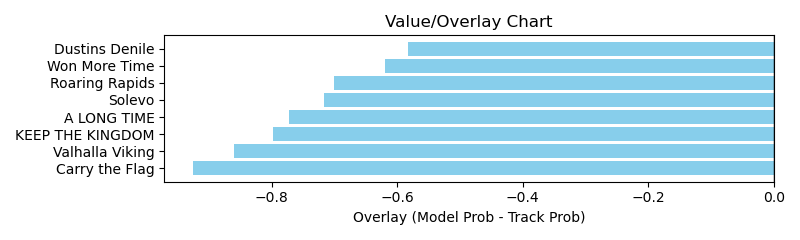 Value/Overlay Chart
Dustins Denile
Won More Time
Roaring Rapids
Solevo
A LONG TIME
KEEP THE KINGDOM
Valhalla Viking
Carry the Flag
−0.8 −0.6 −0.4 −0.2 0.0
Overlay (Model Prob - Track Prob)